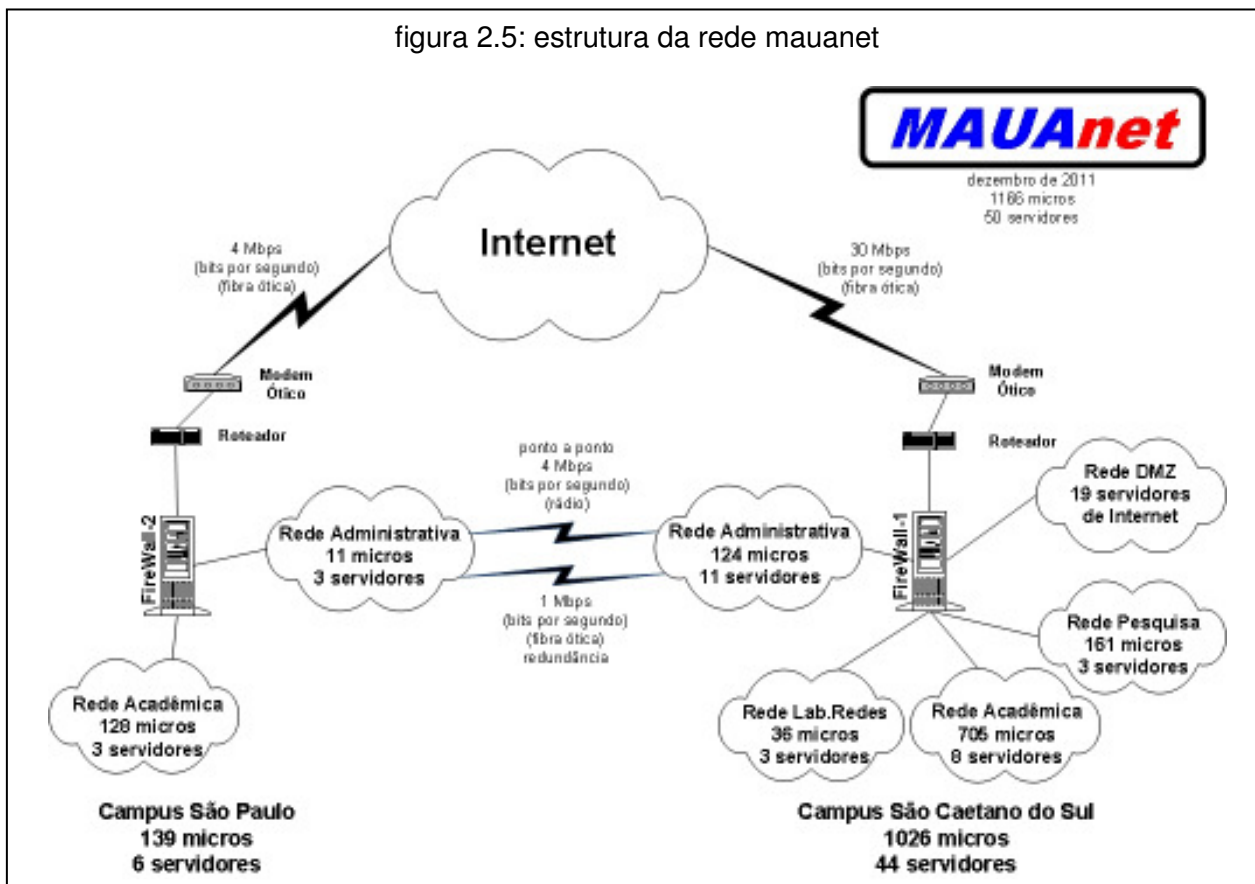 figura 2.5: estrutura da rede mauanet
MAUAnet
dezembro de 2011
1166 micros
50 servidores
Internet
4 Mbps
(bits por segundo)
(fibra ótica)
30 Mbps
(bits por segundo)
(fibra ótica)
Modem
Ótico
Roteador
Modem
Ótico
Roteador
ponto a ponto
4 Mbps
(bits por segundo)
(rádio)
FireWall-2
Rede Administrativa
11 micros
3 servidores
Rede Administrativa
124 micros
11 servidores
FireWall-1
Rede DMZ
19 servidores
de Internet
1 Mbps
(bits por segundo)
(fibra ótica)
redundância
Rede Pesquisa
161 micros
3 servidores
Rede Acadêmica
128 micros
3 servidores
Rede Lab.Redes
36 micros
3 servidores
Rede Acadêmica
705 micros
8 servidores
Campus São Paulo
139 micros
6 servidores
Campus São Caetano do Sul
1026 micros
44 servidores